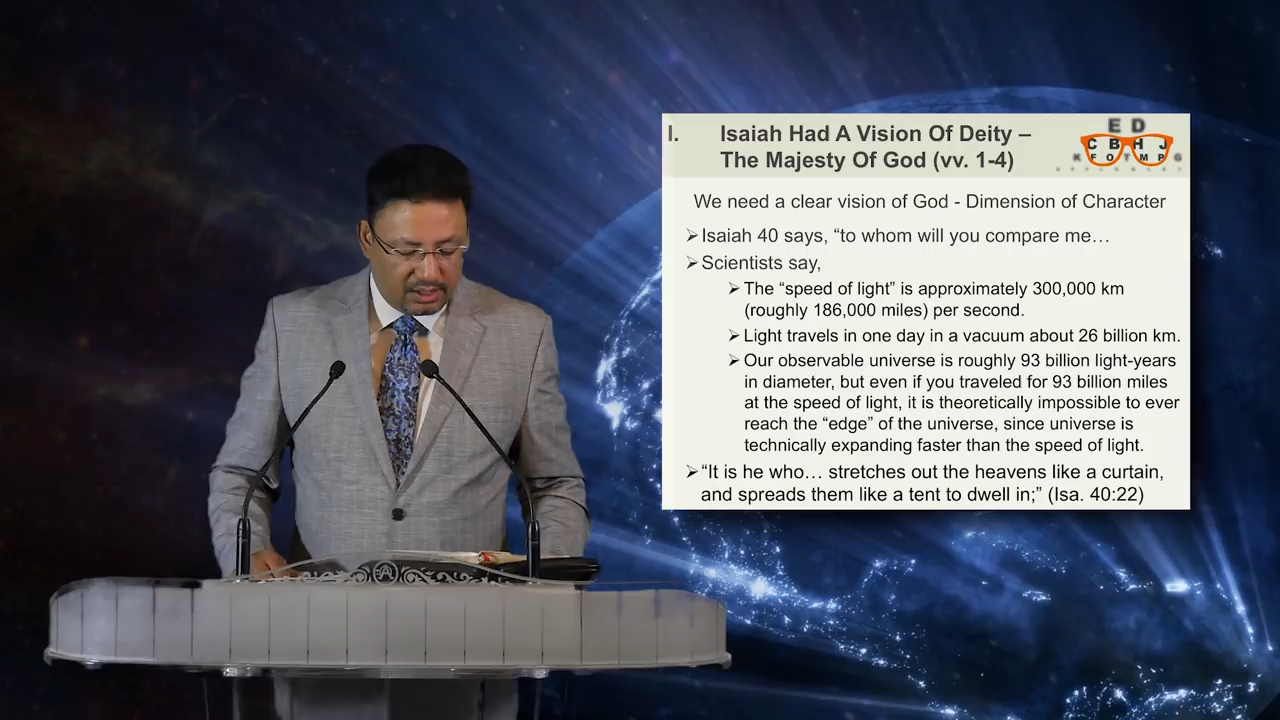 I. Isaiah Had A Vision Of Deity –
The Majesty Of God (vv. 1-4)
E D
C B H J
K F O T M P G
We need a clear vision of God - Dimension of Character
➢Isaiah 40 says, “to whom will you compare me…
➢Scientists say,
➢The “speed of light” is approximately 300,000 km
(roughly 186,000 miles) per second.
➢Light travels in one day in a vacuum about 26 billion km.
➢Our observable universe is roughly 93 billion light-years
in diameter, but even if you traveled for 93 billion miles
at the speed of light, it is theoretically impossible to ever
reach the “edge” of the universe, since universe is
technically expanding faster than the speed of light.
➢“It is he who… stretches out the heavens like a curtain,
and spreads them like a tent to dwell in;” (Isa. 40:22)